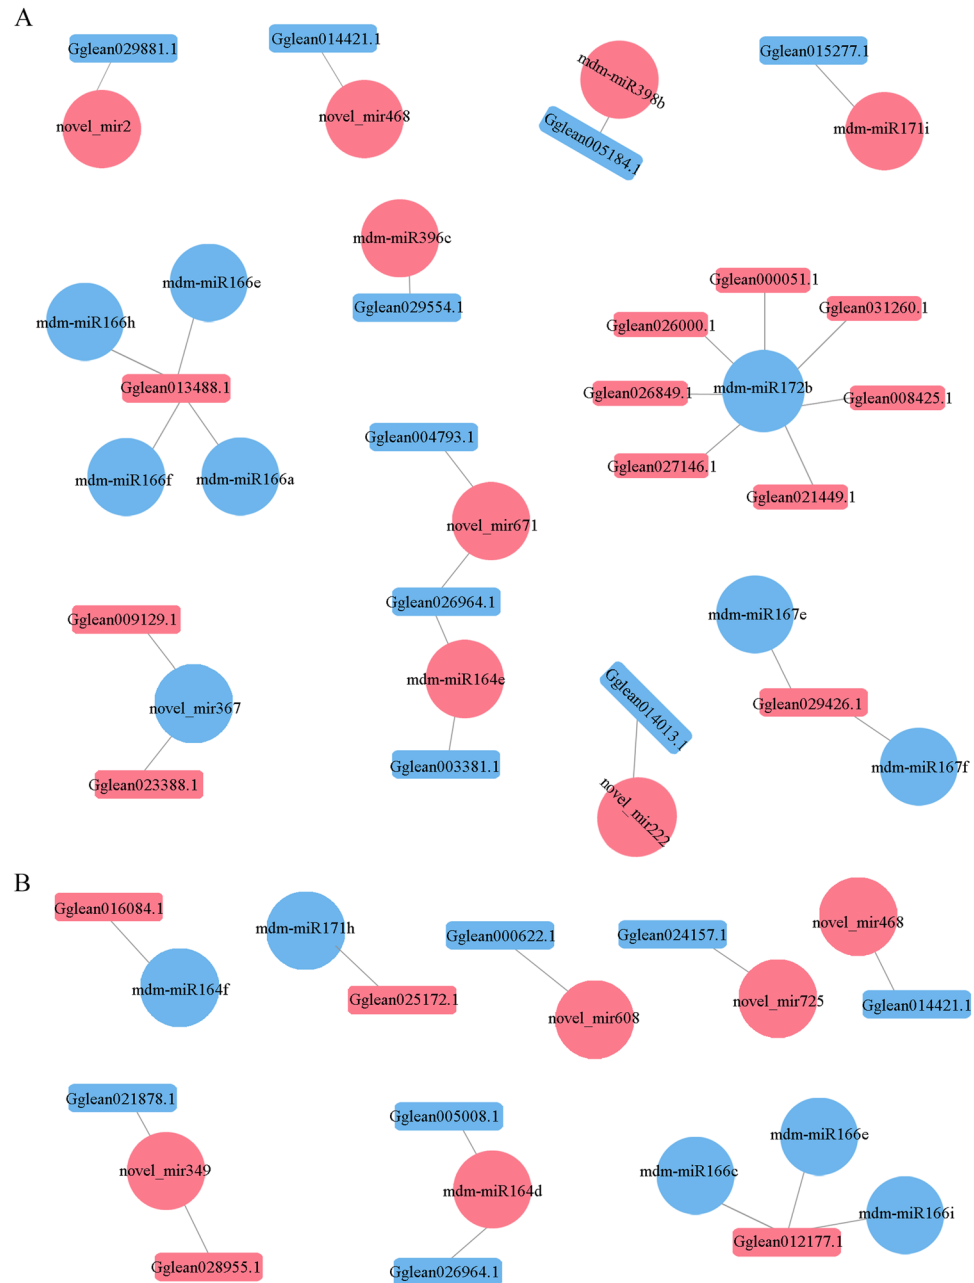 A
Gglean029881.1
novel_mir2
Gglean014421.1
novel_mir468
mdm-miR398b
Gglean005184.1
Gglean015277.1
mdm-miR171i
mdm-miR166e
mdm-miR166h
Gglean013488.1
mdm-miR166f
mdm-miR166a
mdm-miR396c
Gglean029554.1
Gglean000051.1
Gglean031260.1
Gglean026000.1
mdm-miR172b
Gglean026849.1
Gglean008425.1
Gglean027146.1
Gglean021449.1
Gglean004793.1
novel_mir671
Gglean026964.1
mdm-miR164e
Gglean003381.1
Gglean009129.1
novel_mir367
Gglean023388.1
Gglean014013.1
novel_mir222
mdm-miR167e
Gglean029426.1
mdm-miR167f
B
Gglean016084.1
mdm-miR164f
mdm-miR171h
Gglean025172.1
Gglean000622.1
novel_mir608
Gglean024157.1
novel_mir725
novel_mir468
Gglean014421.1
Gglean021878.1
novel_mir349
Gglean028955.1
Gglean005008.1
mdm-miR164d
Gglean026964.1
mdm-miR166e
mdm-miR166c
mdm-miR166i
Gglean012177.1